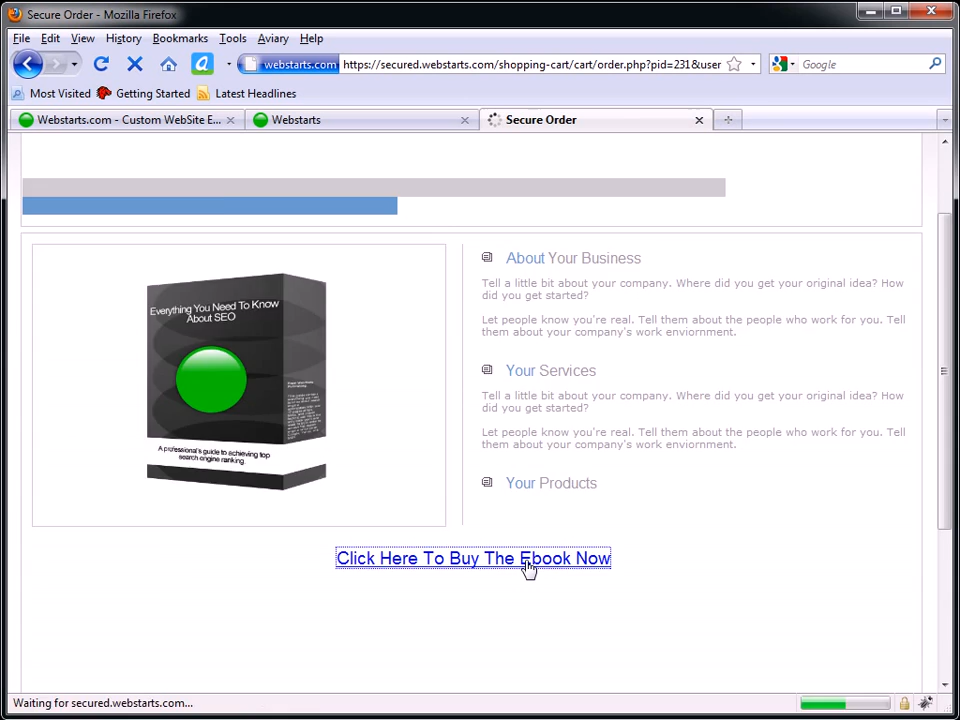 Secure Order - Mozilla Firefox
File Edit View History Bookmarks Tools Aviary Help
webstarts.com https://secured.webstarts.com/shopping-cart/cart/order.php?pid=231&user Google
Most Visited Getting Started Latest Headlines
Webstarts.com - Custom WebSite E... Webstarts Secure Order
Everything You Need To Know
About SEO
A professional's guide to achieving top
search engine ranking.
About Your Business
Tell a little bit about your company. Where did you get your original idea? How
did you get started?
Let people know you're real. Tell them about the people who work for you. Tell
them about your company's work enviornment.
Your Services
Tell a little bit about your company. Where did you get your original idea? How
did you get started?
Let people know you're real. Tell them about the people who work for you. Tell
them about your company's work enviornment.
Your Products
Click Here To Buy The Ebook Now
Waiting for secured.webstarts.com...